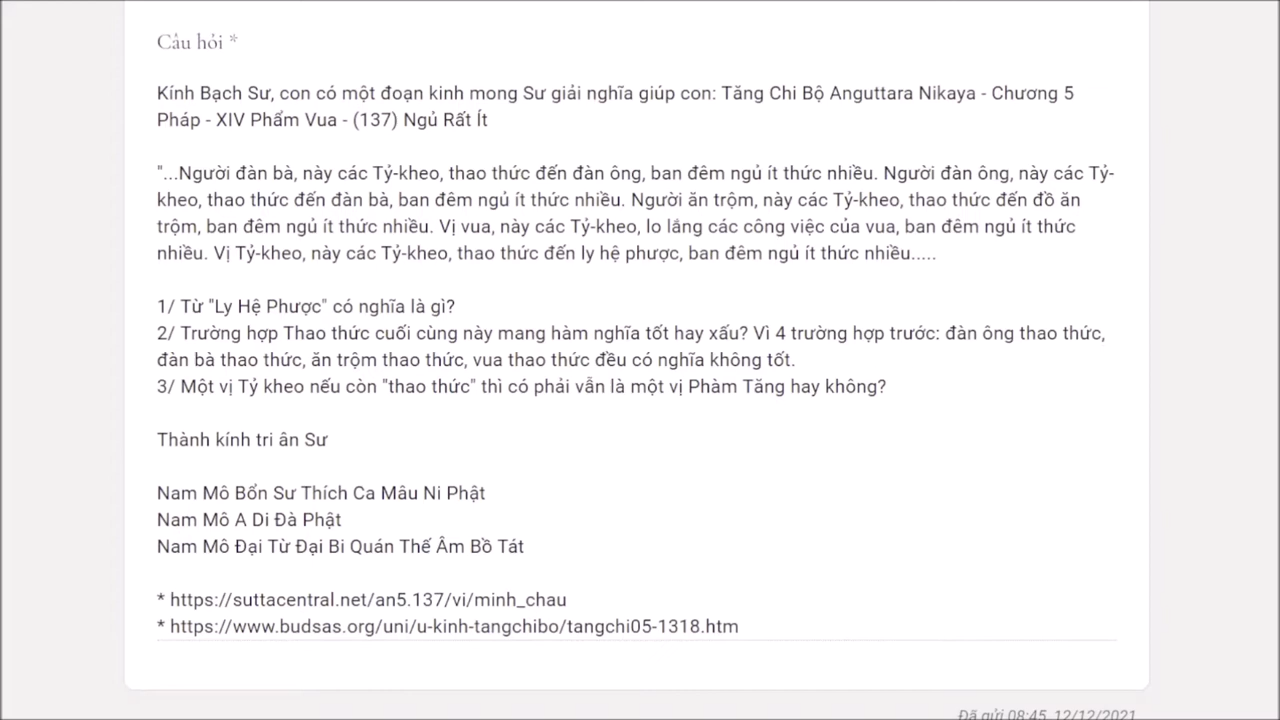 Câu hỏi *
Kính Bạch Sư, con có một đoạn kinh mong Sư giải nghĩa giúp con: Tăng Chi Bộ Anguttara Nikaya - Chương 5
Pháp - XIV Phẩm Vua - (137) Ngủ Rất Ít
"...Người đàn bà, này các Tỷ-kheo, thao thức đến đàn ông, ban đêm ngủ ít thức nhiều. Người đàn ông, này các Tỷ-
kheo, thao thức đến đàn bà, ban đêm ngủ ít thức nhiều. Người ăn trộm, này các Tỷ-kheo, thao thức đến đồ ăn
trộm, ban đêm ngủ ít thức nhiều. Vị vua, này các Tỷ-kheo, lo lắng các công việc của vua, ban đêm ngủ ít thức
nhiều. Vị Tỷ-kheo, này các Tỷ-kheo, thao thức đến ly hệ phược, ban đêm ngủ ít thức nhiều.....
1/ Từ "Ly Hệ Phược" có nghĩa là gì?
2/ Trường hợp Thao thức cuối cùng này mang hàm nghĩa tốt hay xấu? Vì 4 trường hợp trước: đàn ông thao thức,
đàn bà thao thức, ăn trộm thao thức, vua thao thức đều có nghĩa không tốt.
3/ Một vị Tỷ kheo nếu còn "thao thức" thì có phải vẫn là một vị Phàm Tăng hay không?
Thành kính tri ân Sư
Nam Mô Bổn Sư Thích Ca Mâu Ni Phật
Nam Mô A Di Đà Phật
Nam Mô Đại Từ Đại Bi Quán Thế Âm Bồ Tát
* https://suttacentral.net/an5.137/vi/minh_chau
* https://www.budsas.org/uni/u-kinh-tangchibo/tangchi05-1318.htm
Đã gửi 08:45, 12/12/2021